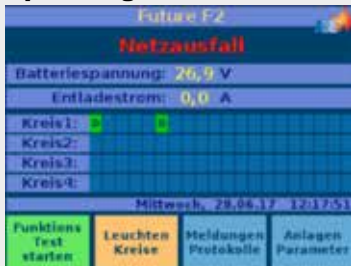 Future F2
Netzausfall
Batteriespannung: 26,9 V
Entladestrom: 0,0 A
Kreis1:
Kreis2:
Kreis3:
Kreis4:
Mittwoch, 28.06.17 12:17:51
Funktions Test starten
Leuchten Kreise
Meldungen Protokolle
Anlagen Parameter